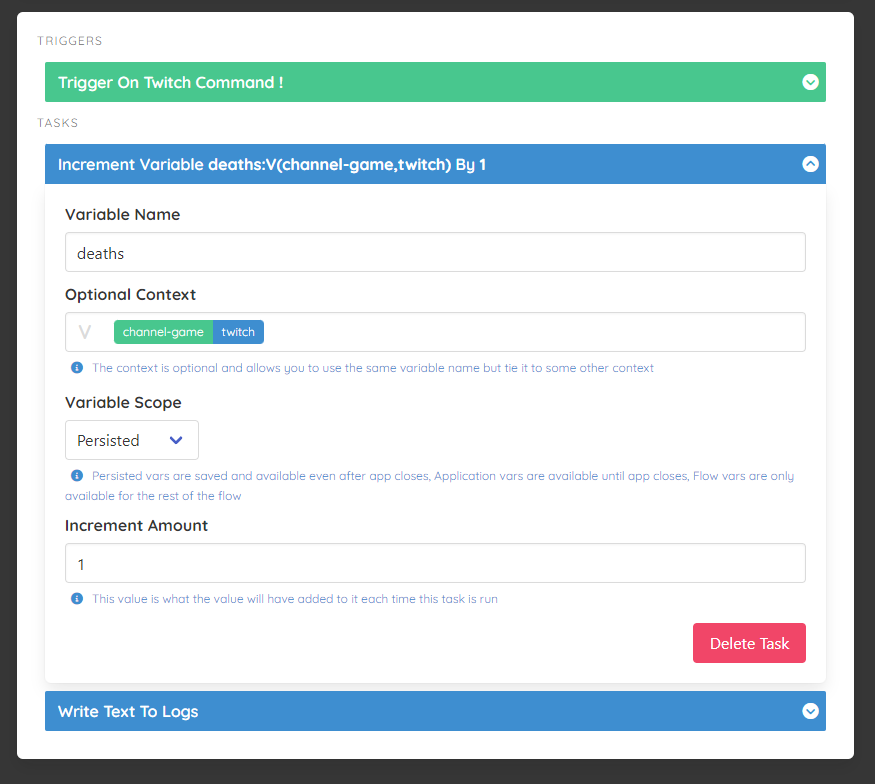 TRIGGERS
Trigger On Twitch Command !
TASKS
Increment Variable deaths:V(channel-game,twitch) By 1
Variable Name
deaths
Optional Context
V channel-game twitch
The context is optional and allows you to use the same variable name but tie it to some other context
Variable Scope
Persisted
Persisted vars are saved and available even after app closes, Application vars are available until app closes, Flow vars are only
available for the rest of the flow
Increment Amount
1
This value is what the value will have added to it each time this task is run
Delete Task
Write Text To Logs